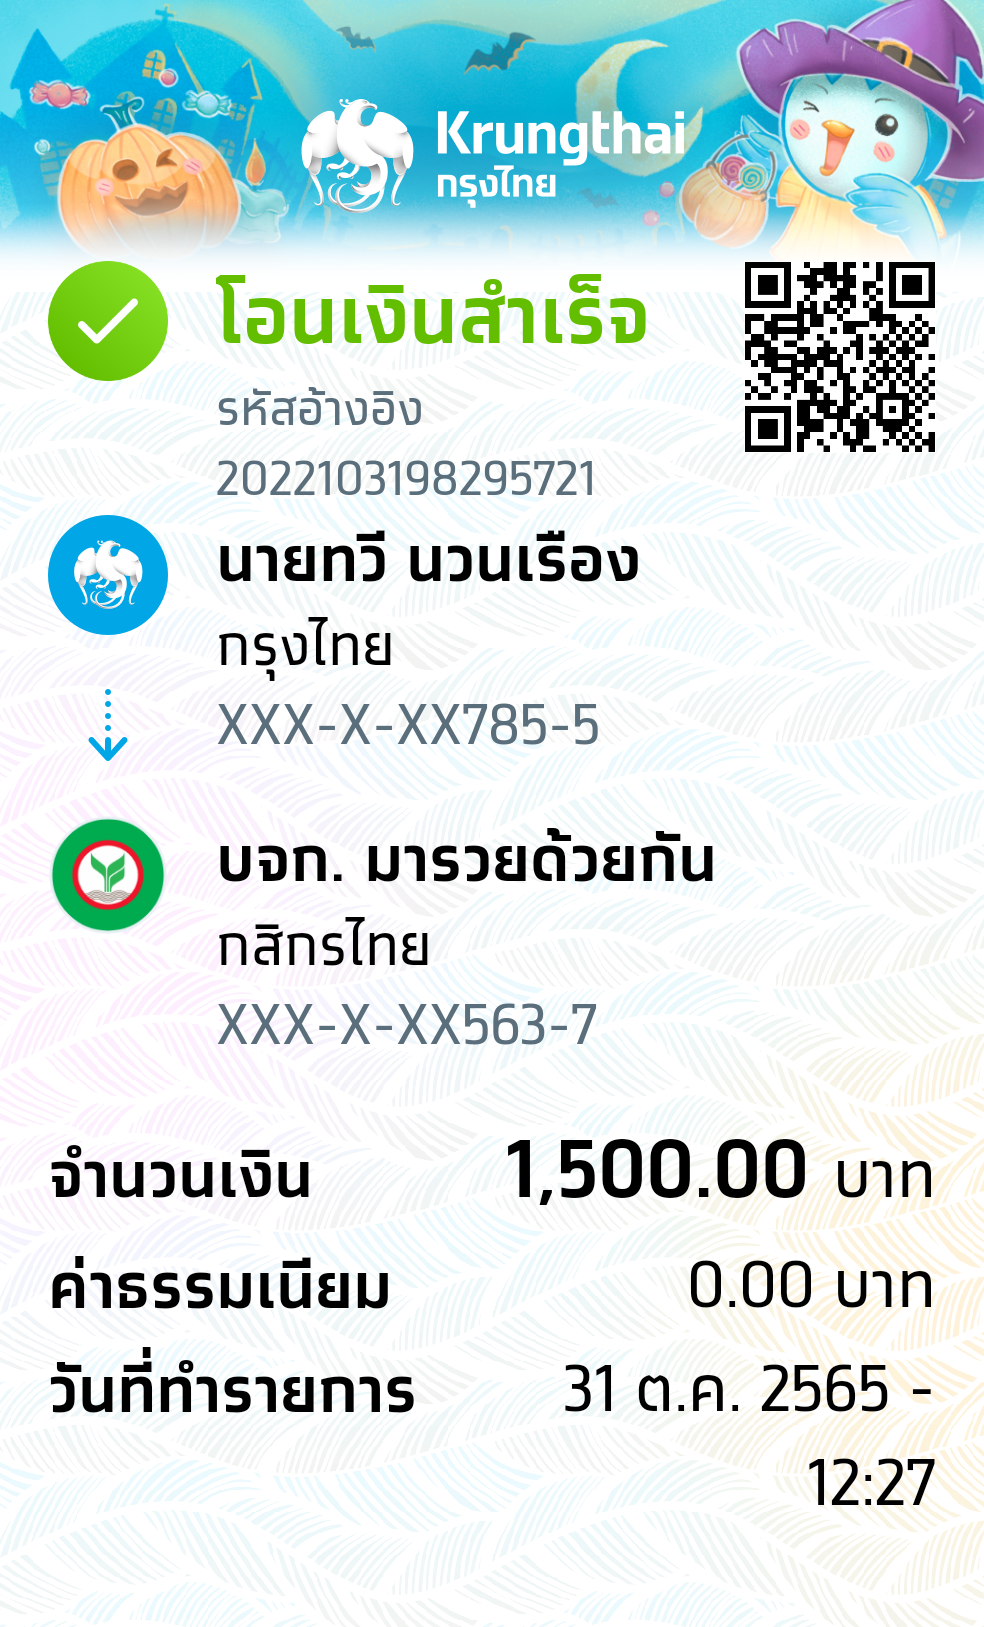 Krungthai
กรุงไทย
โอนเงินสำเร็จ
รหัสอ้างอิง
2022103198295721
นายทวี นวนเรือง
กรุงไทย
XXX-X-XX785-5
บจก. มารวยด้วยกัน
กสิกรไทย
XXX-X-XX563-7
จำนวนเงิน 1,500.00 บาท
ค่าธรรมเนียม 0.00 บาท
วันที่ทำรายการ 31 ต.ค. 2565 -
12:27